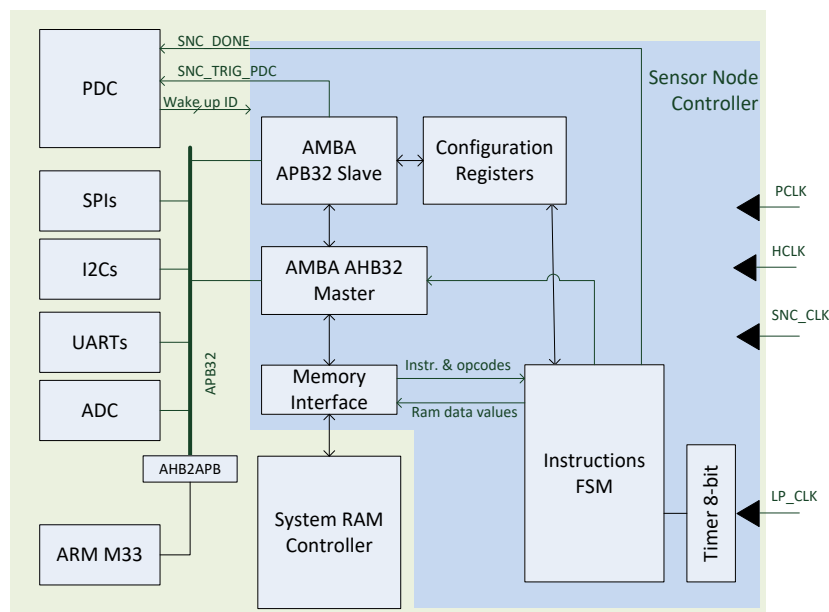 SNC_DONE
PDC
SNC_TRIG_PDC
Wake up ID
Sensor Node
Controller
AMBA
APB32 Slave
Configuration
Registers
SPIs
PCLK
I2Cs
AMBA AHB32
Master
HCLK
UARTs
APB32
SNC_CLK
Memory
Interface
Instr. & opcodes
Ram data values
ADC
AHB2APB
Instructions
FSM
Timer 8-bit
LP_CLK
System RAM
Controller
ARM M33